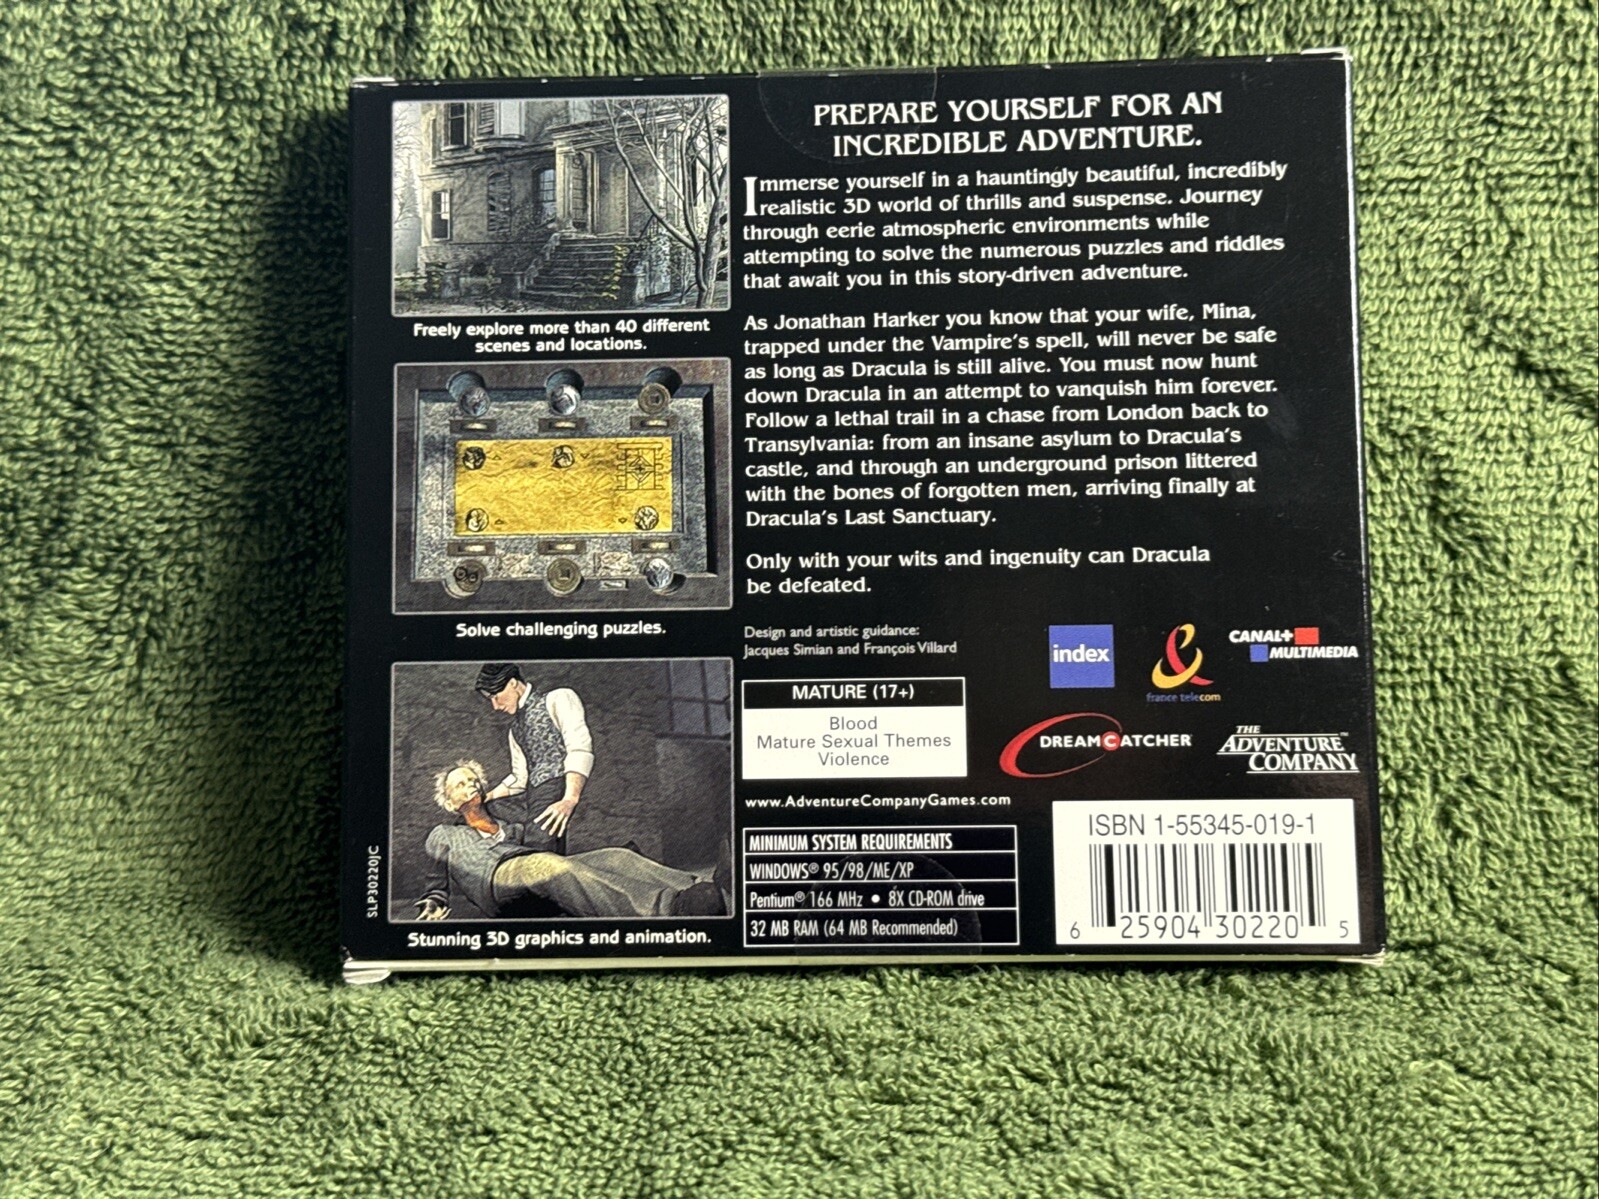 PREPARE YOURSELF FOR AN
INCREDIBLE ADVENTURE.
Immerse yourself in a hauntingly beautiful, incredibly
realistic 3D world of thrills and suspense. Journey
through eerie atmospheric environments while
attempting to solve the numerous puzzles and riddles
that await you in this story-driven adventure.
As Jonathan Harker you know that your wife, Mina,
trapped under the Vampire's spell, will never be safe
as long as Dracula is still alive. You must now hunt
down Dracula in an attempt to vanquish him forever.
Follow a lethal trail in a chase from London back to
Transylvania: from an insane asylum to Dracula's
castle, and through an underground prison littered
with the bones of forgotten men, arriving finally at
Dracula's Last Sanctuary.
Only with your wits and ingenuity can Dracula
be defeated.
Freely explore more than 40 different
scenes and locations.
Solve challenging puzzles.
Stunning 3D graphics and animation.
SLP30220JC
Design and artistic guidance:
Jacques Simian and François Villard
index
france telecom
CANAL+
MULTIMEDIA
DREAMCATCHER
THE
ADVENTURE™
COMPANY
MATURE (17+)
Blood
Mature Sexual Themes
Violence
www.AdventureCompanyGames.com
MINIMUM SYSTEM REQUIREMENTS
WINDOWS® 95/98/ME/XP
Pentium® 166 MHz • 8X CD-ROM drive
32 MB RAM (64 MB Recommended)
ISBN 1-55345-019-1
6 25904 30220 5